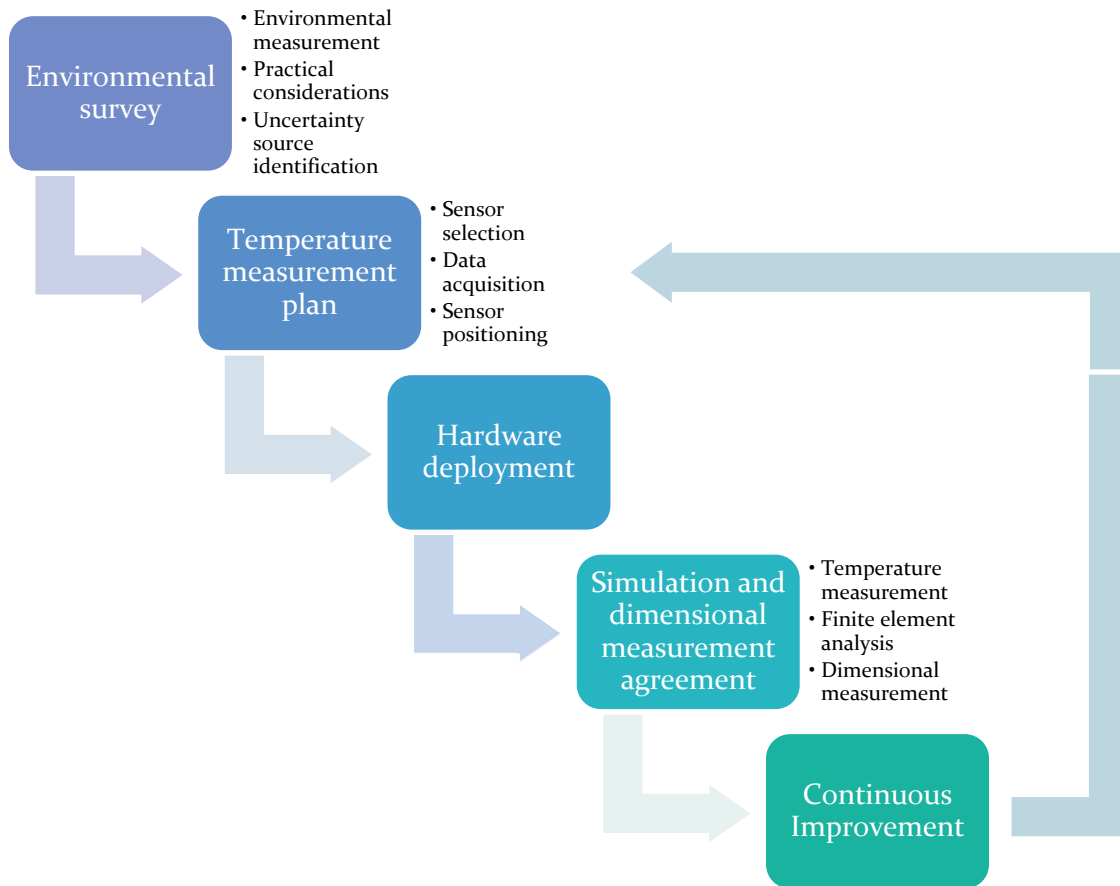 Environmental
survey
• Environmental
measurement
• Practical
considerations
• Uncertainty
source
identification
Temperature
measurement
plan
• Sensor
selection
• Data
acquisition
• Sensor
positioning
Hardware
deployment
Simulation and
dimensional
measurement
agreement
• Temperature
measurement
• Finite element
analysis
• Dimensional
measurement
Continuous
Improvement